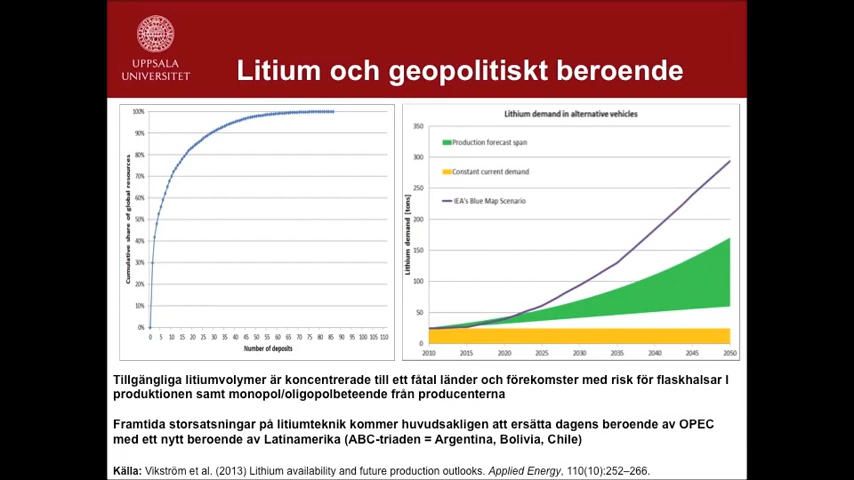 UPPSALA
UNIVERSITET
Litium och geopolitiskt beroende
100%
90%
80%
70%
60%
50%
40%
30%
20%
10%
0%
Cumulative share of global resources
0 5 10 15 20 25 30 35 40 45 50 55 60 65 70 75 80 85 90 95 100 105 110
Number of deposits
Lithium demand in alternative vehicles
350
300
250
200
150
100
50
0
Lithium demand [tons]
Production forecast span
Constant current demand
IEA's Blue Map Scenario
2010 2015 2020 2025 2030 2035 2040 2045 2050
Tillgängliga litiumvolymer är koncentrerade till ett fåtal länder och förekomster med risk för flaskhalsar I
produktionen samt monopol/oligopolbeteende från producenterna
Framtida storsatsningar på litiumteknik kommer huvudsakligen att ersätta dagens beroende av OPEC
med ett nytt beroende av Latinamerika (ABC-triaden = Argentina, Bolivia, Chile)
Källa: Vikström et al. (2013) Lithium availability and future production outlooks. Applied Energy, 110(10):252–266.